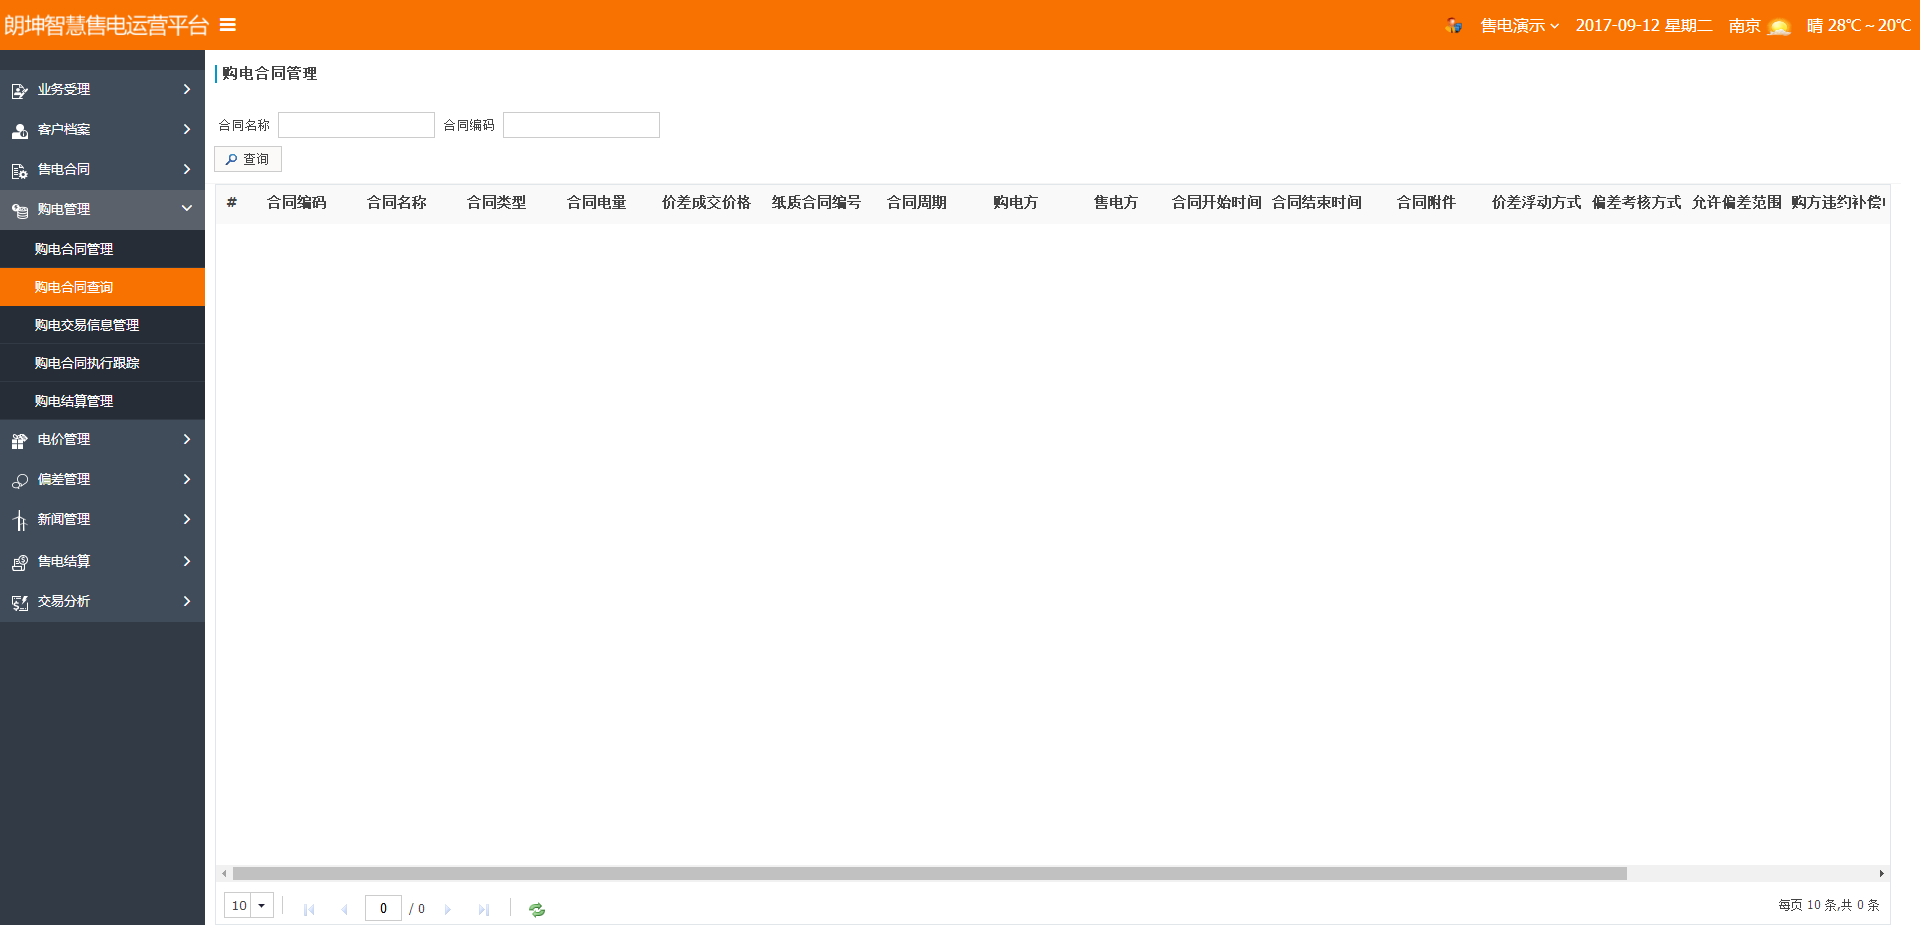 朗坤智慧售电运营平台
售电演示 2017-09-12 星期二 南京 晴 28℃ ~ 20℃
业务受理
客户档案
售电合同
购电管理
购电合同管理
购电合同查询
购电交易信息管理
购电合同执行跟踪
购电结算管理
电价管理
偏差管理
新闻管理
售电结算
交易分析
购电合同管理
合同名称 合同编码
查询
# 合同编码 合同名称 合同类型 合同电量 价差成交价格 纸质合同编号 合同周期 购电方 售电方 合同开始时间 合同结束时间 合同附件 价差浮动方式 偏差考核方式 允许偏差范围 购方违约补偿
10 0 / 0 每页 10 条,共 0 条